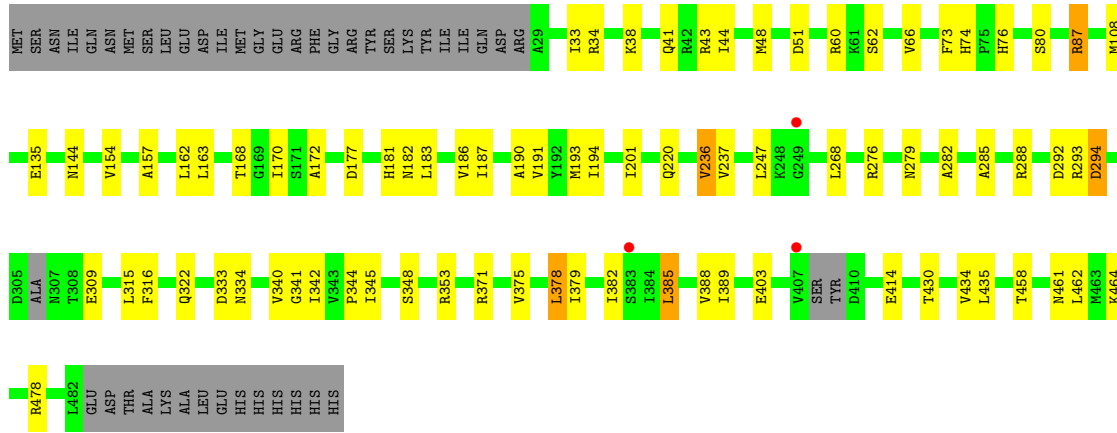 MET SER ASN ILE GLN ASN MET SER LEU GLU ASP ILE MET GLY GLU ARG PHE GLY ARG TYR SER LYS TYR ILE ILE GLN ASP ARG A29 I33 R34 K38 Q41 R42 R43 I44 M48 D51 R60 K61 S62 V66 F73 H74 P75 H76 S80 R87 M108
E135 N144 V154 A157 L162 L163 T168 G169 I170 S171 A172 D177 H181 N182 L183 V186 I187 A190 V191 Y192 M193 I194 I201 Q220 V236 V237 L247 K248 G249 L268 R276 N279 A282 A285 R288 D292 R293 D294
D305 ALA N307 T308 E309 L315 F316 Q322 D333 N334 V340 G341 I342 V343 P344 I345 S348 R353 R371 V375 L378 I379 I382 S383 I384 L385 V388 I389 E403 V407 SER TYR D410 E414 T430 V434 L435 T458 N461 L462 M463 K464
R478 L482 GLU ASP THR ALA LYS ALA LEU GLU HIS HIS HIS HIS HIS HIS